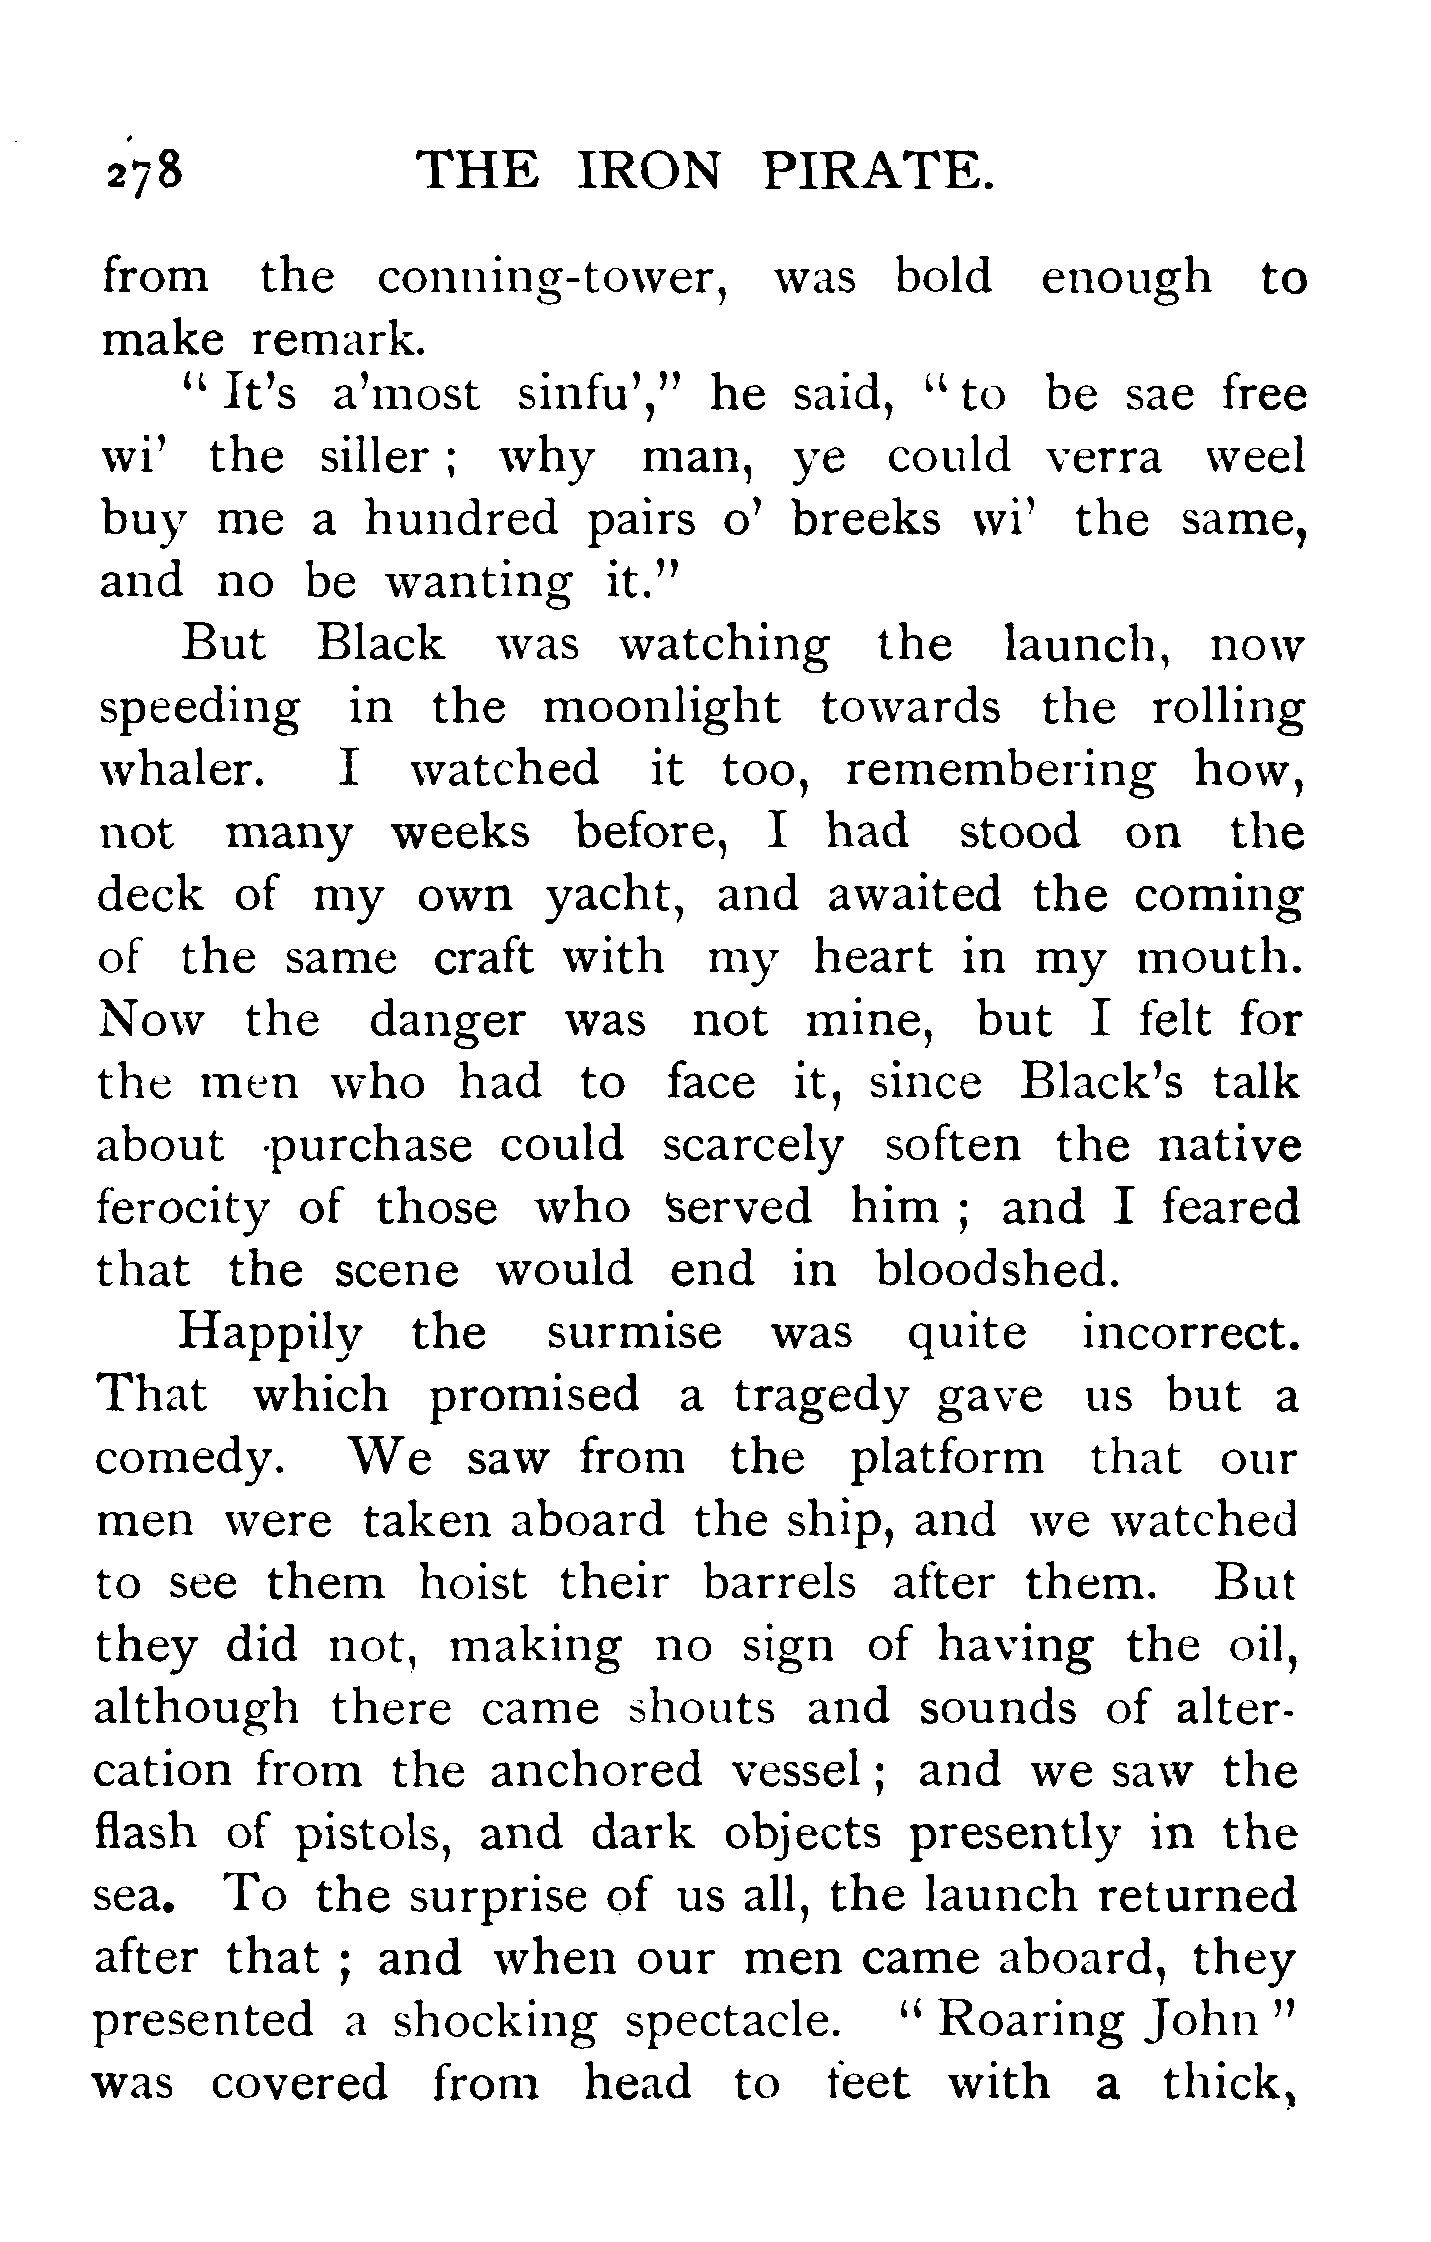 278 THE IRON PIRATE.
from the conning-tower, was bold enough to
make remark.
“ It’s a’most sinfu’,” he said, “ to be sae free
wi’ the siller ; why man, ye could verra weel
buy me a hundred pairs o’ breeks wi’ the same,
and no be wanting it.”
But Black was watching the launch, now
speeding in the moonlight towards the rolling
whaler. I watched it too, remembering how,
not many weeks before, I had stood on the
deck of my own yacht, and awaited the coming
of the same craft with my heart in my mouth.
Now the danger was not mine, but I felt for
the men who had to face it, since Black’s talk
about purchase could scarcely soften the native
ferocity of those who served him ; and I feared
that the scene would end in bloodshed.
Happily the surmise was quite incorrect.
That which promised a tragedy gave us but a
comedy. We saw from the platform that our
men were taken aboard the ship, and we watched
to see them hoist their barrels after them. But
they did not, making no sign of having the oil,
although there came shouts and sounds of alter-
cation from the anchored vessel ; and we saw the
flash of pistols, and dark objects presently in the
sea. To the surprise of us all, the launch returned
after that ; and when our men came aboard, they
presented a shocking spectacle. “ Roaring John ”
was covered from head to feet with a thick,